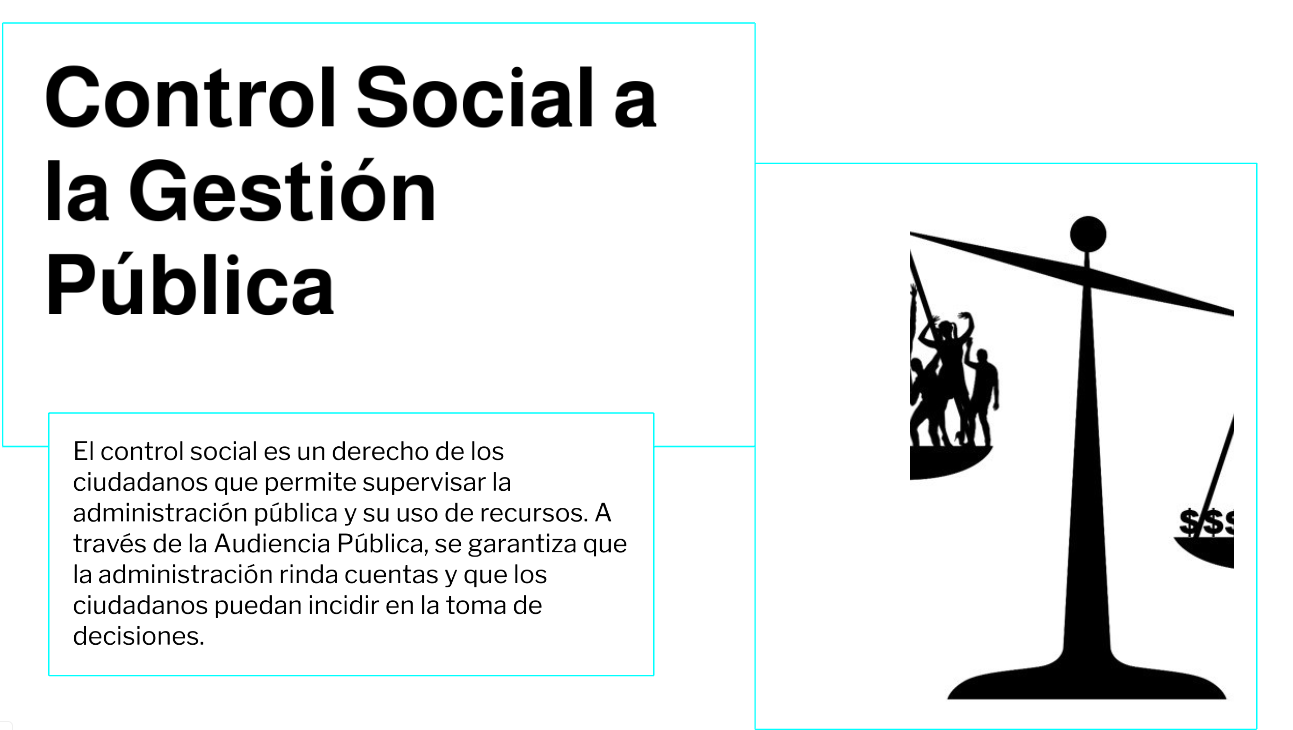 Control Social a
la Gestión
Pública
El control social es un derecho de los
ciudadanos que permite supervisar la
administración pública y su uso de recursos. A
través de la Audiencia Pública, se garantiza que
la administración rinda cuentas y que los
ciudadanos puedan incidir en la toma de
decisiones.
$$$